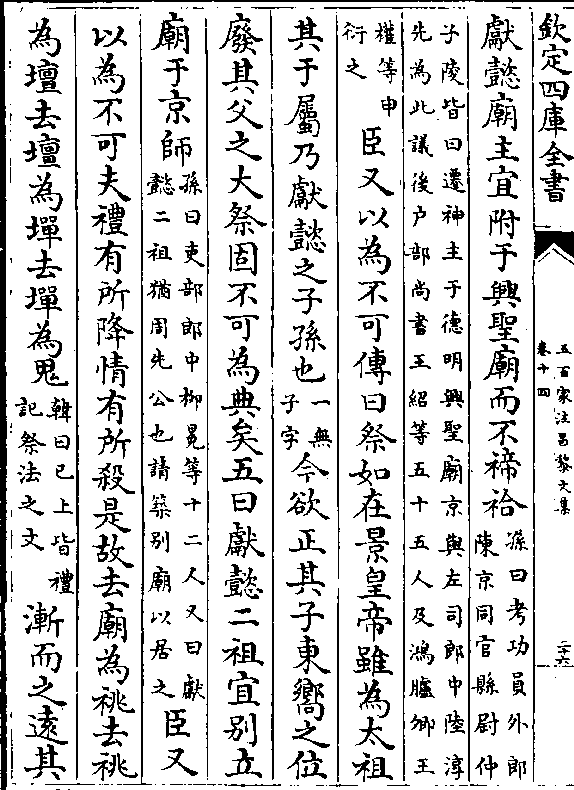 欽定四庫全書
獻懿廟主宜附于興聖廟而不禘祫
孫曰考功員外郎
陳京同官縣尉仲
子陵皆曰遷神主于德明興聖廟京與左司郎中陸淳
先為此議後户部尚書王紹等五十五人及鴻臚卿王
權等申
衍之
臣又以為不可傳曰祭如在景皇帝雖為太祖
其于屬乃獻懿之子孫也
一無
子字
今欲正其子東嚮之位
廢其父之大祭固不可為典矣五曰獻懿二祖宜别立
廟于京師
孫曰吏部郎中柳冕等十二人又曰獻
懿二祖猶周先公也請築别廟以居之
臣又
以為不可夫禮有所降情有所殺是故去廟為祧去祧
為壇去壇為墠去墠為鬼
韓曰已上皆禮
記祭法之文
漸而之遠其
五百家注昌黎文集
卷十四
二十六